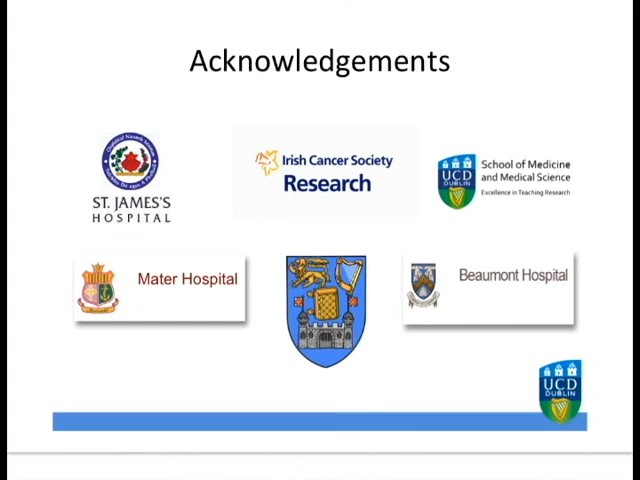 Acknowledgements
ST. JAMES'S
HOSPITAL
Irish Cancer Society
Research
UCD
DUBLIN
School of Medicine
and Medical Science
Excellence in Teaching Research
Mater Hospital
Beaumont Hospital
UCD
DUBLIN